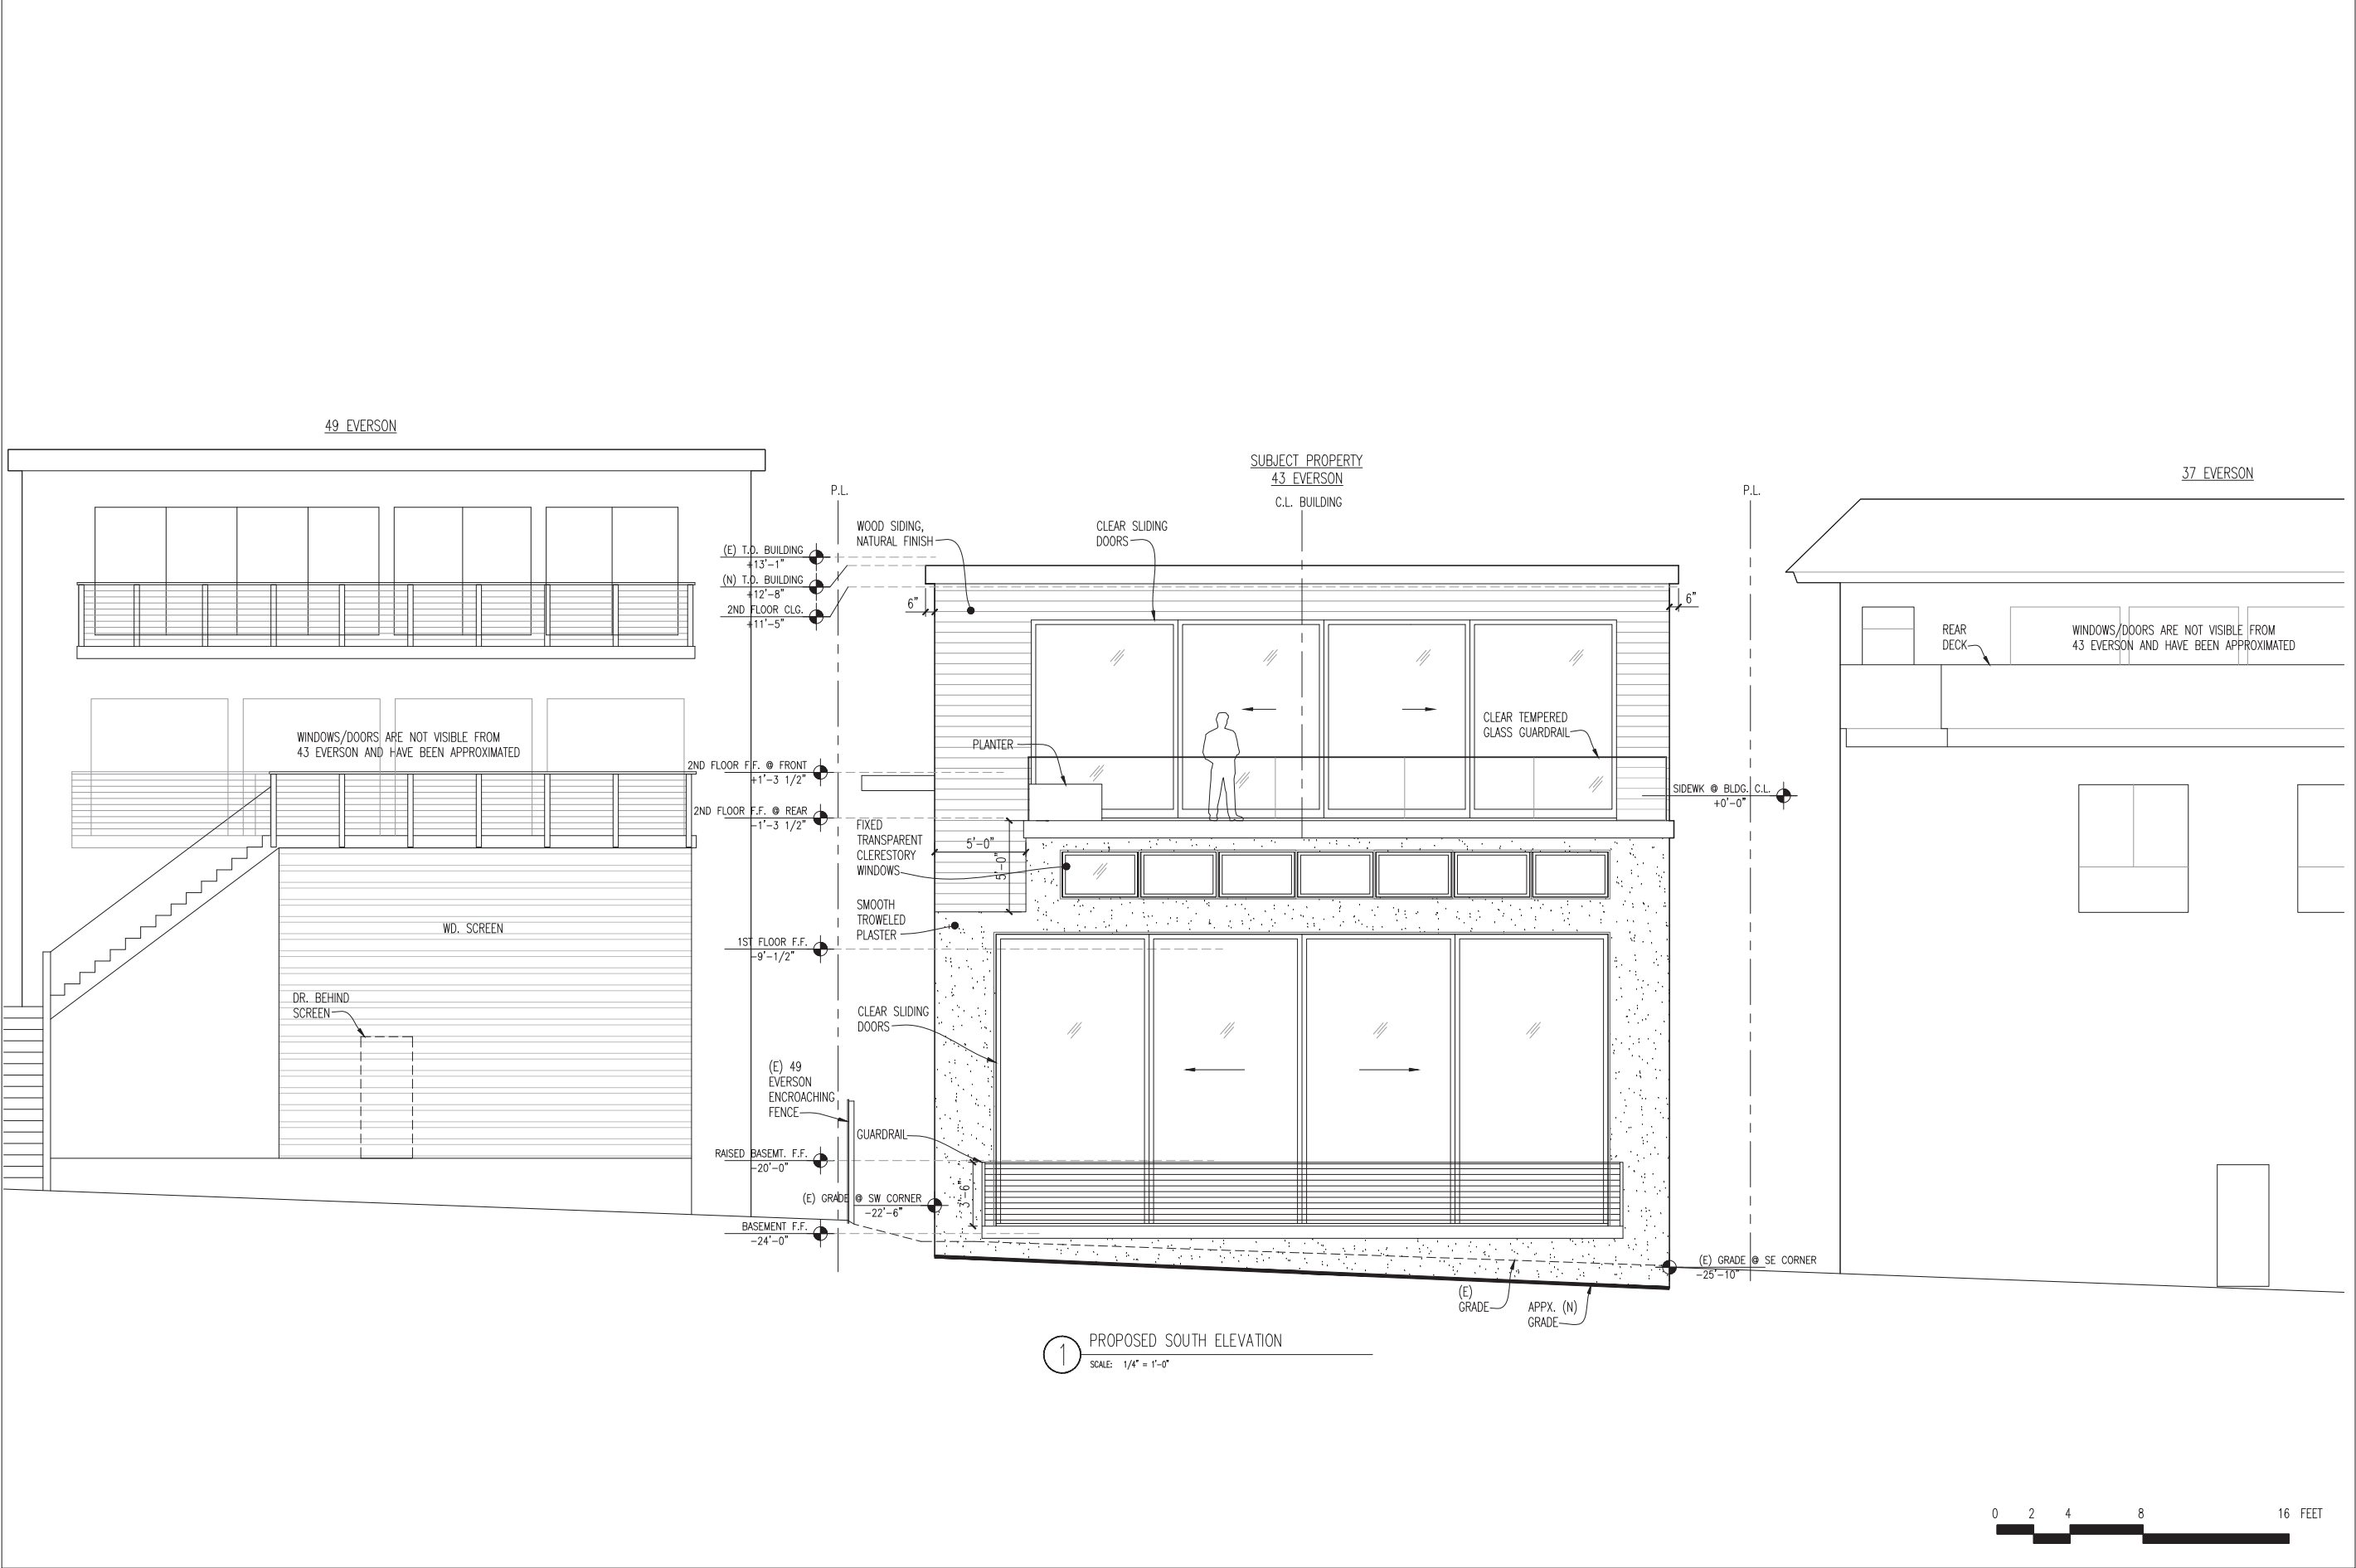 49 EVERSON
SUBJECT PROPERTY
43 EVERSON
37 EVERSON
P.L.
P.L.
C.L. BUILDING
WOOD SIDING,
NATURAL FINISH
CLEAR SLIDING
DOORS
(E) T.O. BUILDING
+13'-1"
(N) T.O. BUILDING
+12'-8"
2ND FLOOR CLG.
+11'-5"
6"
6"
REAR
DECK
WINDOWS/DOORS ARE NOT VISIBLE FROM
43 EVERSON AND HAVE BEEN APPROXIMATED
WINDOWS/DOORS ARE NOT VISIBLE FROM
43 EVERSON AND HAVE BEEN APPROXIMATED
CLEAR TEMPERED
GLASS GUARDRAIL
PLANTER
2ND FLOOR F.F. @ FRONT
+1'-3 1/2"
SIDEWK @ BLDG. C.L.
+0'-0"
2ND FLOOR F.F. @ REAR
-1'-3 1/2"
FIXED
TRANSPARENT
CLERESTORY
WINDOWS
5'-0"
5'-0"
SMOOTH
TROWELED
PLASTER
WD. SCREEN
1ST FLOOR F.F.
-9'-1/2"
DR. BEHIND
SCREEN
CLEAR SLIDING
DOORS
(E) 49
EVERSON
ENCROACHING
FENCE
GUARDRAIL
RAISED BASEMT. F.F.
-20'-0"
3'-6"
(E) GRADE @ SW CORNER
-22'-6"
BASEMENT F.F.
-24'-0"
(E) GRADE @ SE CORNER
-25'-10"
(E)
GRADE
APPX. (N)
GRADE
1
PROPOSED SOUTH ELEVATION
SCALE: 1/4" = 1'-0"
0 2 4 8 16 FEET